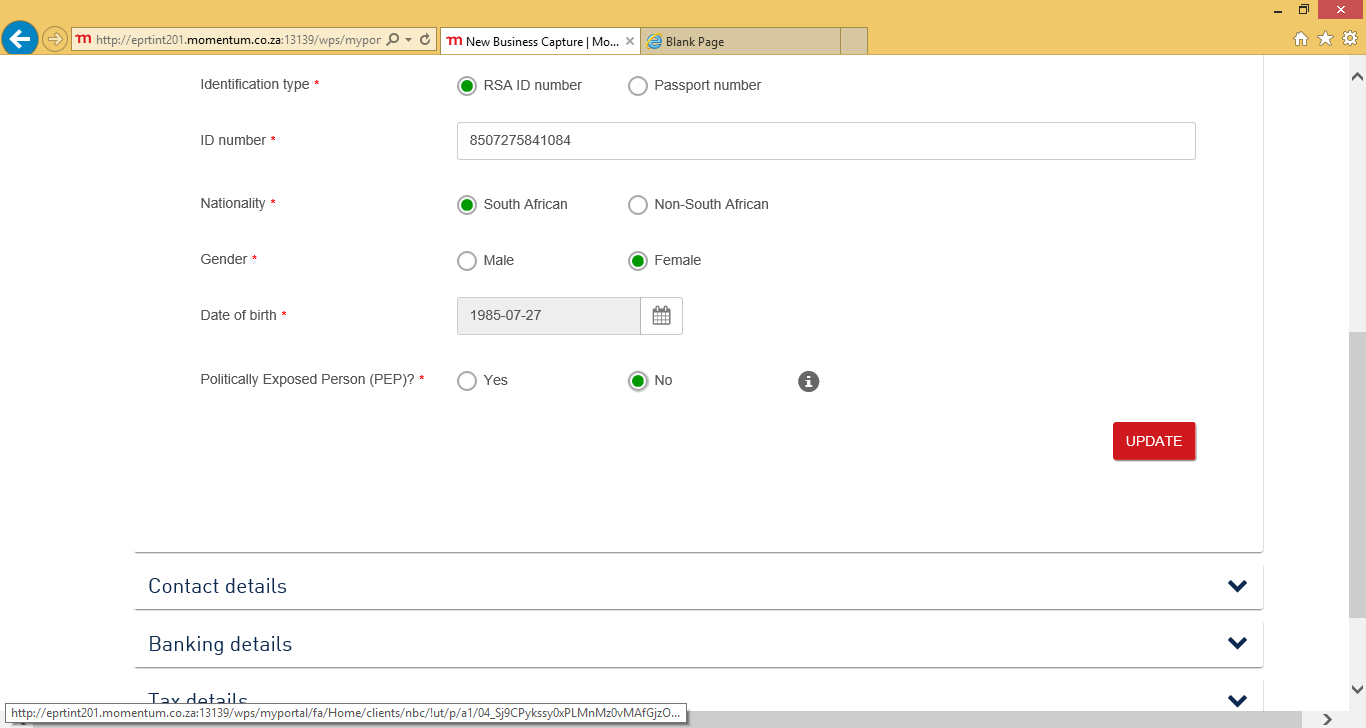 http://eprtint201.momentum.co.za:13139/wps/mypor
m New Business Capture | Mo...
Blank Page
Identification type *
RSA ID number
Passport number
ID number *
8507275841084
Nationality *
South African
Non-South African
Gender *
Male
Female
Date of birth *
1985-07-27
Politically Exposed Person (PEP)? *
Yes
No
UPDATE
Contact details
Banking details
Tax details
http://eprtint201.momentum.co.za:13139/wps/myportal/fa/Home/clients/nbc/!ut/p/a1/04_Sj9CPykssy0xPLMnMz0vMAfGjzO...